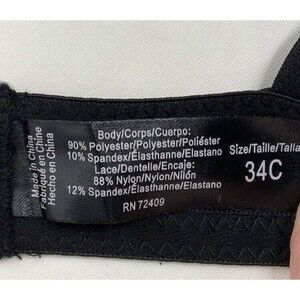 Made in China
Fabriqué en Chine
Hecho en China
Body/Corps/Cuerpo:
90% Polyester/Polyester/Poliéster
10% Spandex/Élasthanne/Elastano
Lace/Dentelle/Encaje:
88% Nylon/Nylon/Nilón
12% Spandex/Élasthanne/Elastano
RN 72409
Size/Taille/Talla
34C